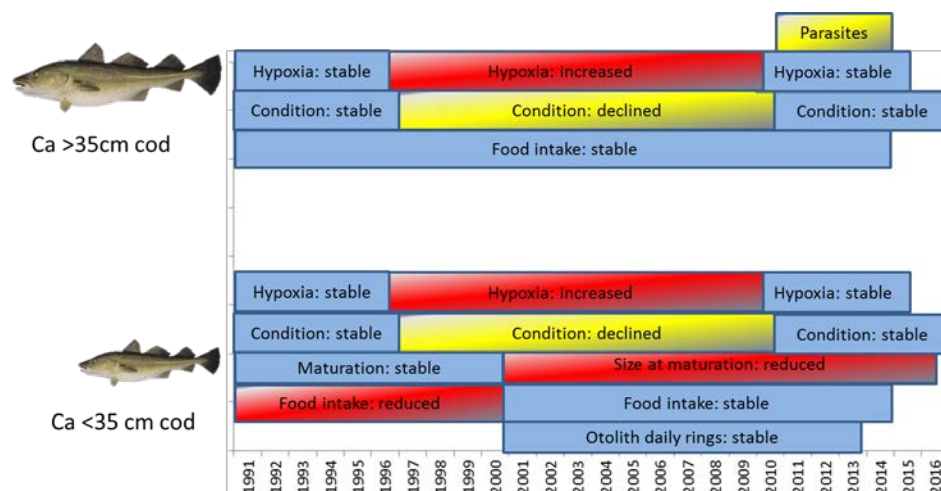 Parasites
Hypoxia: stable
Hypoxia: increased
Hypoxia: stable
Condition: stable
Condition: declined
Condition: stable
Ca >35cm cod
Food intake: stable
Hypoxia: stable
Hypoxia: increased
Hypoxia: stable
Condition: stable
Condition: declined
Condition: stable
Maturation: stable
Size at maturation: reduced
Food intake: reduced
Food intake: stable
Ca <35 cm cod
Otolith daily rings: stable
1991
1992
1993
1994
1995
1996
1997
1998
1999
2000
2001
2002
2003
2004
2005
2006
2007
2008
2009
2010
2011
2012
2013
2014
2015
2016